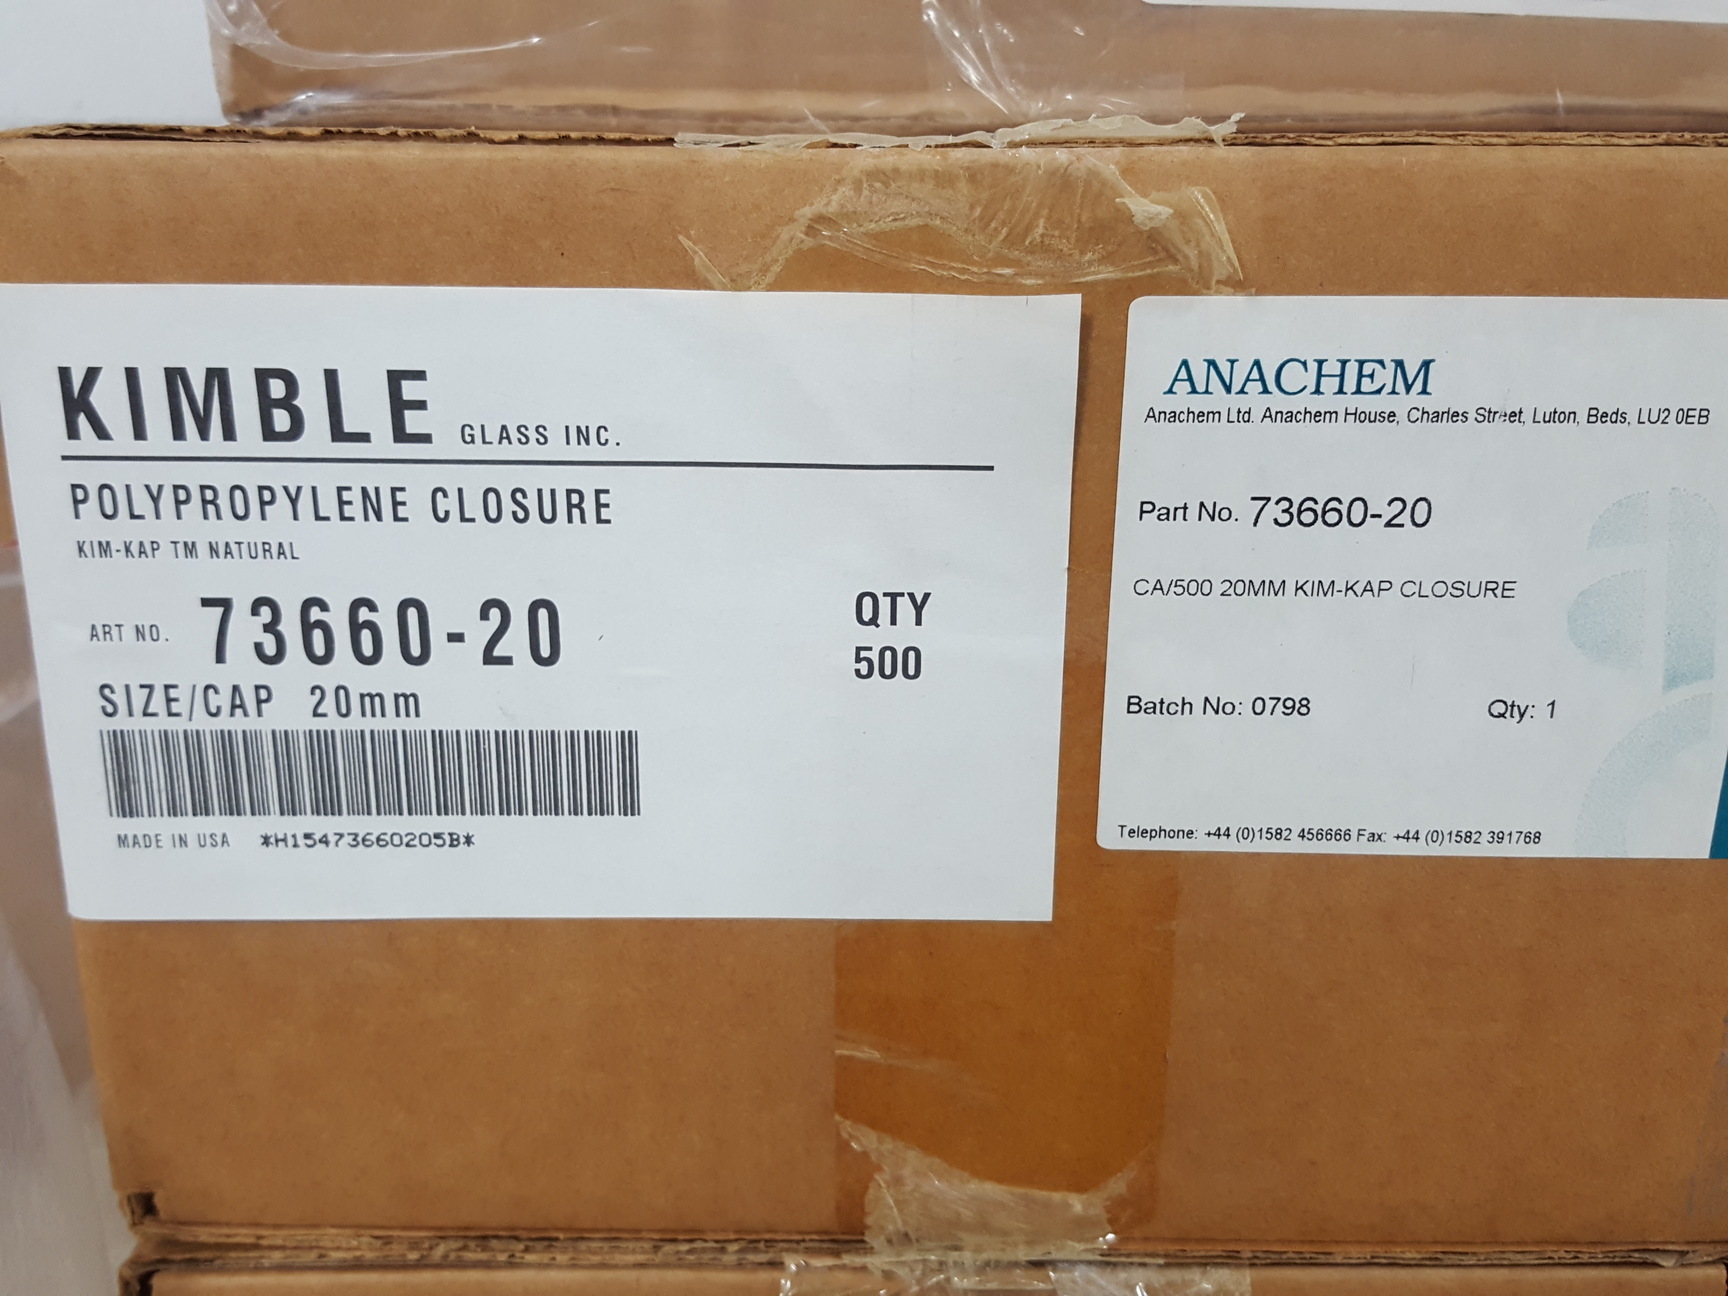 KIMBLE GLASS INC.
POLYPROPYLENE CLOSURE
KIM-KAP TM NATURAL
ART NO. 73660-20
QTY
500
SIZE/CAP 20mm
MADE IN USA *H15473660205B*
ANACHEM
Anachem Ltd. Anachem House, Charles Street, Luton, Beds, LU2 0EB
Part No. 73660-20
CA/500 20MM KIM-KAP CLOSURE
Batch No: 0798 Qty: 1
Telephone: +44 (0)1582 456666 Fax: +44 (0)1582 391768